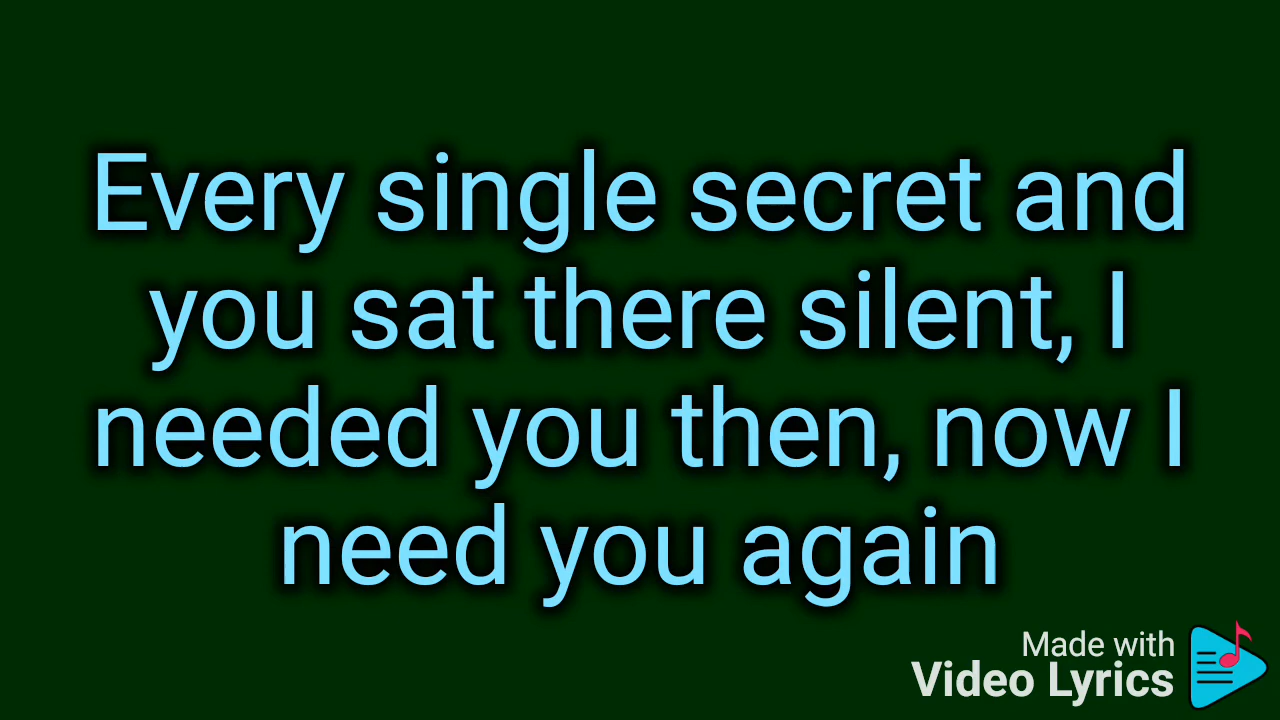 Every single secret and
you sat there silent, I
needed you then, now I
need you again
Made with
Video Lyrics